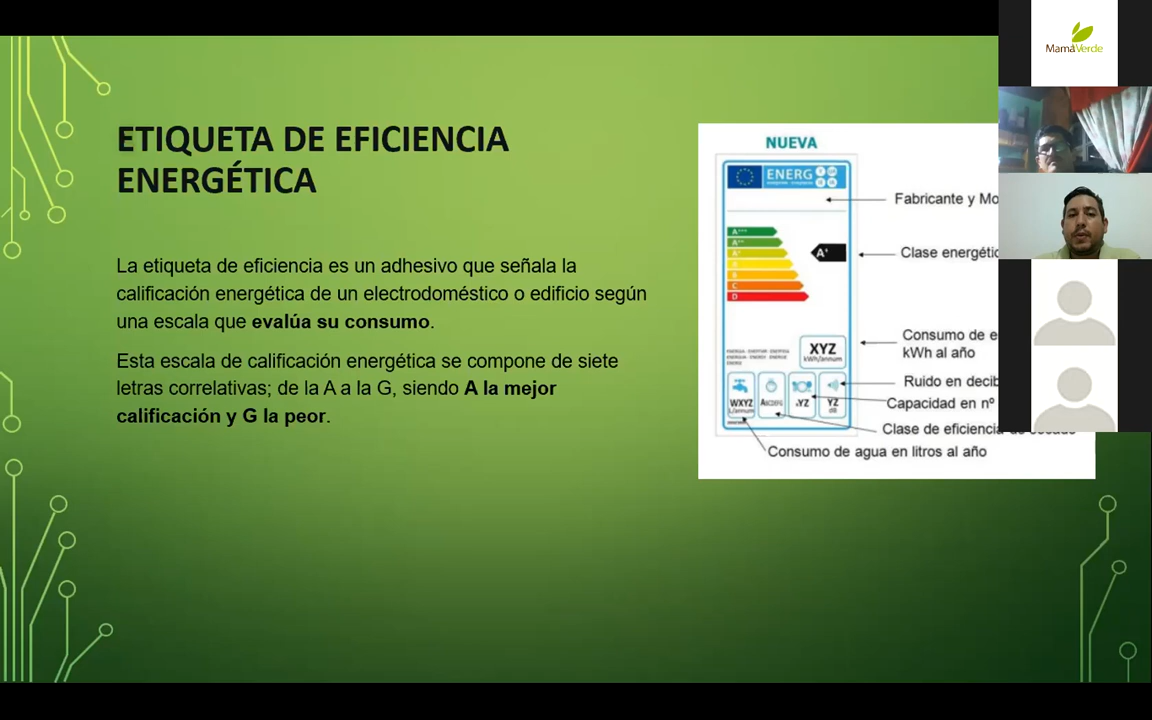 MamáVerde
ETIQUETA DE EFICIENCIA
ENERGÉTICA
La etiqueta de eficiencia es un adhesivo que señala la
calificación energética de un electrodoméstico o edificio según
una escala que evalúa su consumo.
Esta escala de calificación energética se compone de siete
letras correlativas; de la A a la G, siendo A la mejor
calificación y G la peor.
NUEVA
ENERG
A+++
A++
A+
A
B
C
D
A+
XYZ
kWh/annum
WXYZ
L/annum
ABCDEFG
.YZ
YZ
dB
Fabricante y Mo
Clase energétic
Consumo de e
kWh al año
Ruido en decib
Capacidad en nº
Clase de eficiencia de secado
Consumo de agua en litros al año